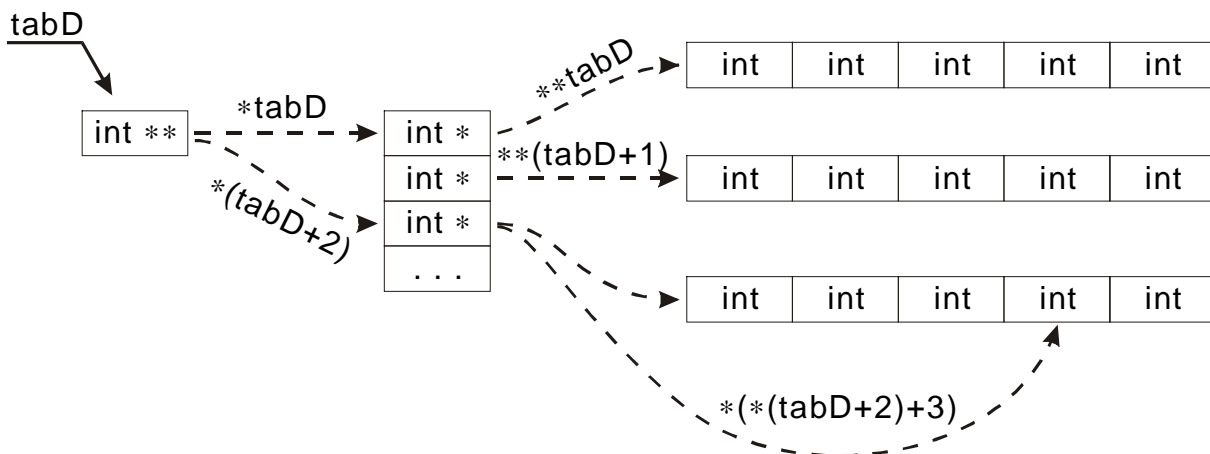 tabD
int **
*tabD
*(tabD+2)
int *
int *
int *
. . .
**tabD
**(tabD+1)
int int int int int
int int int int int
int int int int int
*(*(tabD+2)+3)